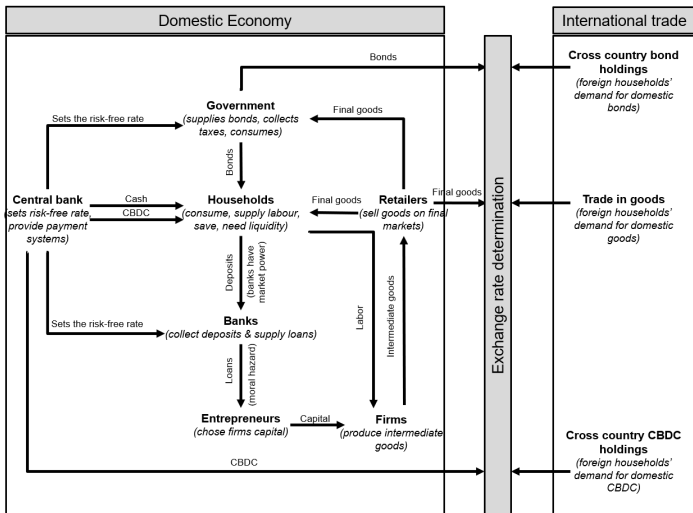 Domestic Economy
International trade
Bonds
Cross country bond
holdings
(foreign households'
demand for domestic
bonds)
Government
(supplies bonds, collects
taxes, consumes)
Sets the risk-free rate
Final goods
Bonds
Central bank
(sets risk-free rate,
provide payment
systems)
Cash
CBDC
Households
(consume, supply labour,
save, need liquidity)
Final goods
Retailers
(sell goods on final
markets)
Final goods
Exchange rate determination
Trade in goods
(foreign households'
demand for domestic
goods)
Deposits
(banks have
market power)
Labor
Intermediate goods
Sets the risk-free rate
Banks
(collect deposits & supply loans)
Loans
(moral hazard)
Entrepreneurs
(chose firms capital)
Capital
Firms
(produce intermediate
goods)
CBDC
Cross country CBDC
holdings
(foreign households'
demand for domestic
CBDC)